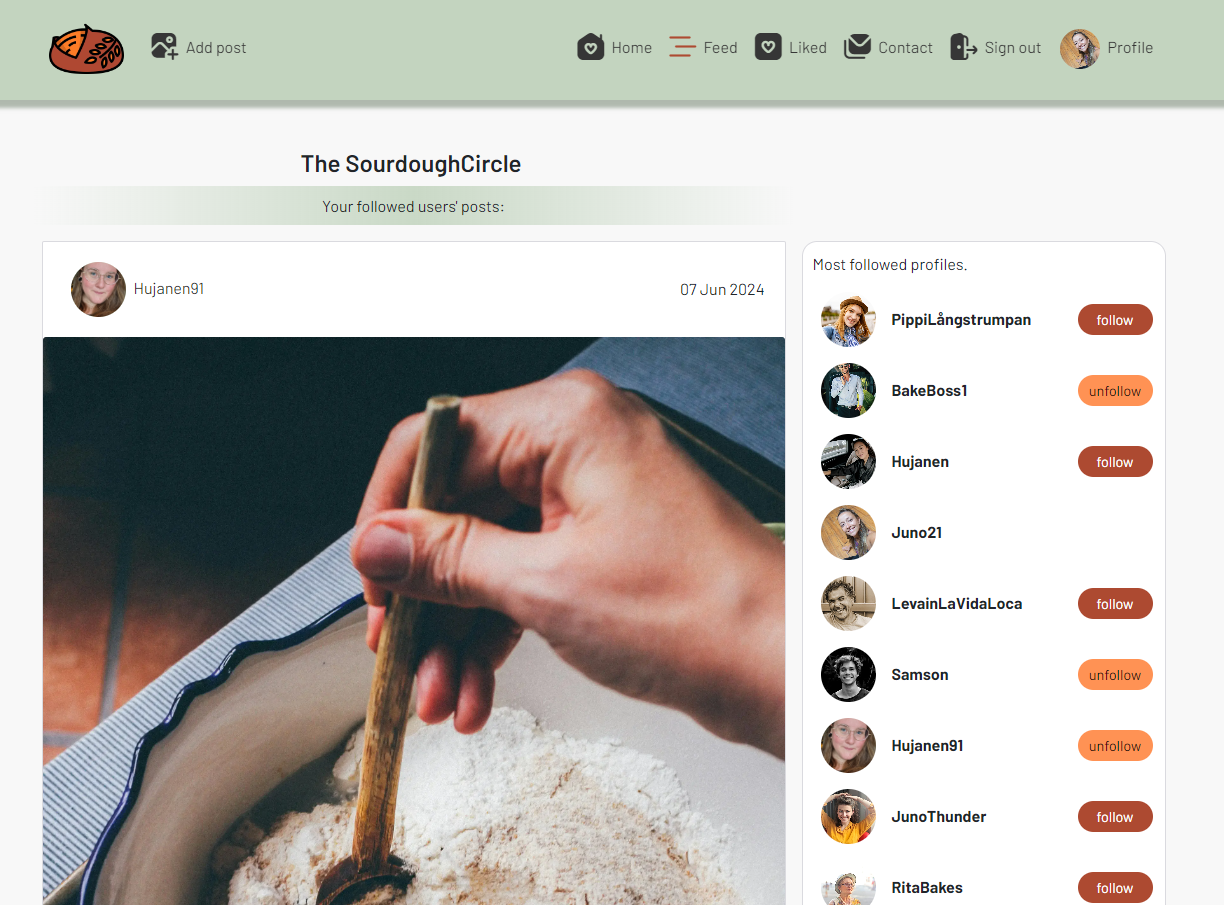 Add post
Home
Feed
Liked
Contact
Sign out
Profile
The SourdoughCircle
Your followed users' posts:
Hujanen91
07 Jun 2024
Most followed profiles.
PippiLångstrumpan
follow
BakeBoss1
unfollow
Hujanen
follow
Juno21
LevainLaVidaLoca
follow
Samson
unfollow
Hujanen91
unfollow
JunoThunder
follow
RitaBakes
follow